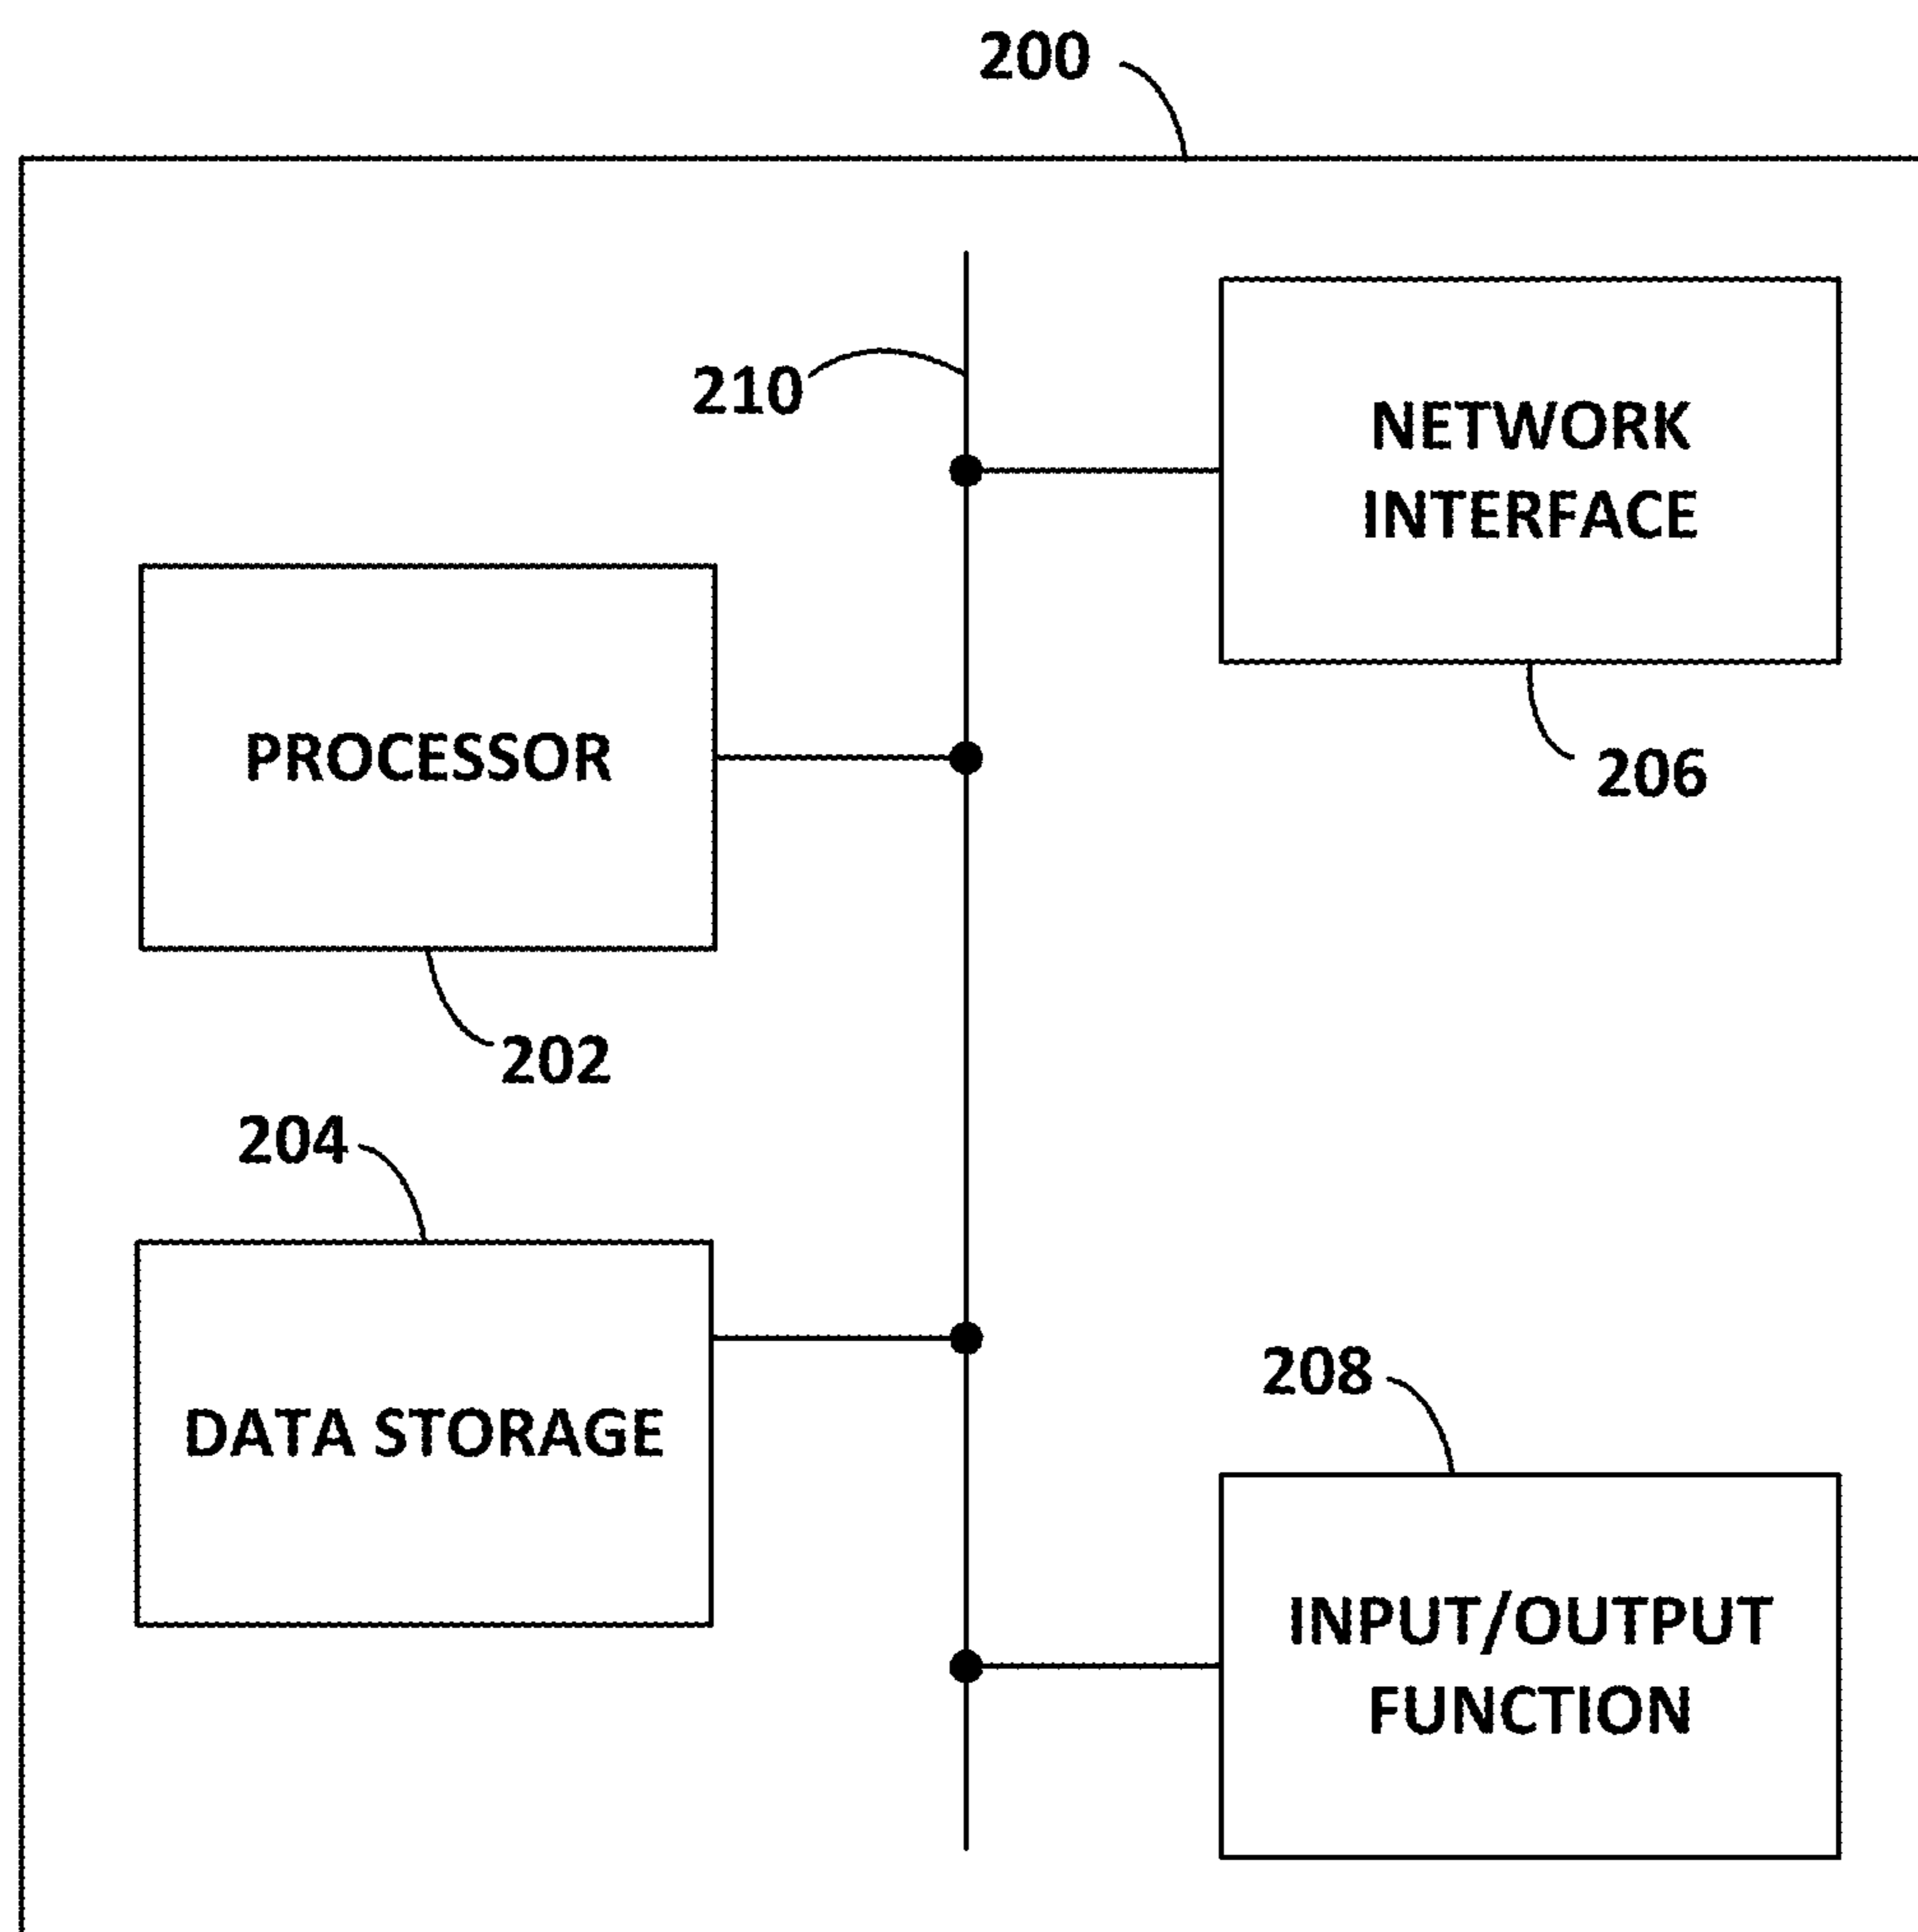 200
210
NETWORK
INTERFACE
PROCESSOR
206
202
204
208
DATA STORAGE
INPUT/OUTPUT
FUNCTION